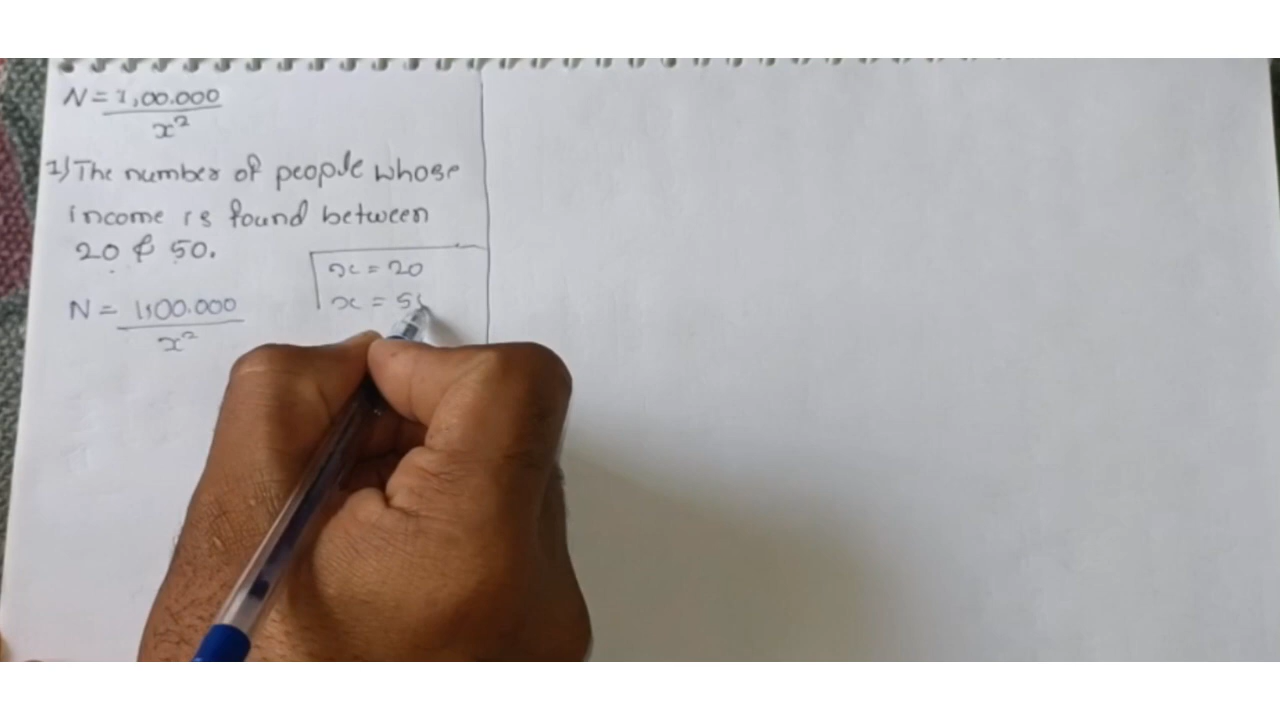 N = 1,00.000
x²
1) The number of people whose
income is found between
20 & 50.
x = 20
N = 1,00.000
x²
x = 5